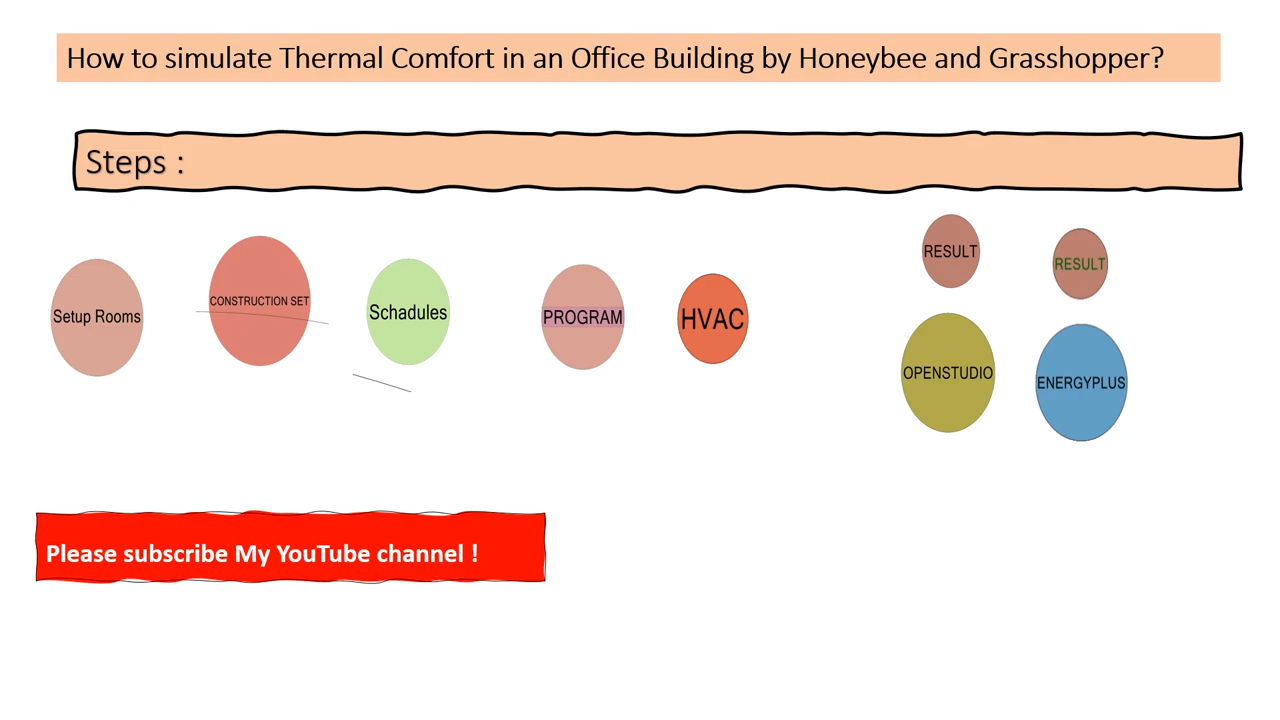 How to simulate Thermal Comfort in an Office Building by Honeybee and Grasshopper?
Steps :
Setup Rooms
CONSTRUCTION SET
Schadules
PROGRAM
HVAC
RESULT
RESULT
OPENSTUDIO
ENERGYPLUS
Please subscribe My YouTube channel !